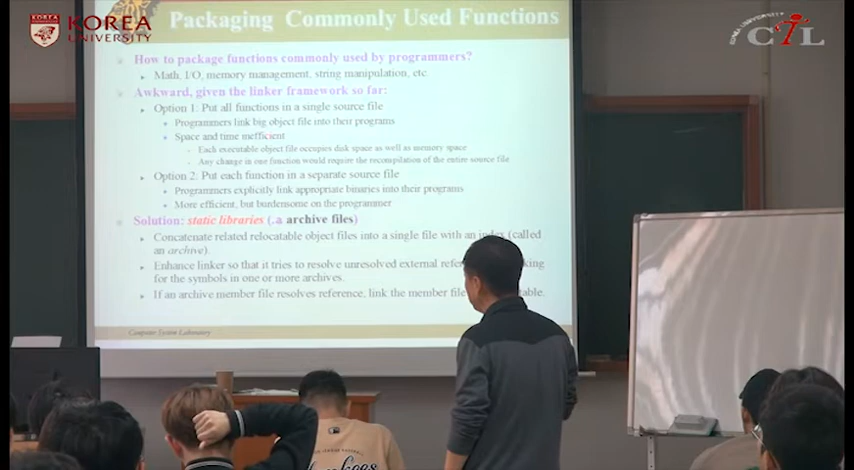 KOREA
UNIVERSITY
Packaging Commonly Used Functions
How to package functions commonly used by programmers?
Math, I/O, memory management, string manipulation, etc.
Awkward, given the linker framework so far:
Option 1: Put all functions in a single source file
Programmers link big object file into their programs
Space and time inefficient
Each executable object file occupies disk space as well as memory space
Any change in one function would require the recompilation of the entire source file
Option 2: Put each function in a separate source file
Programmers explicitly link appropriate binaries into their programs
More efficient, but burdensome on the programmer
Solution: static libraries (.a archive files)
Concatenate related relocatable object files into a single file with an index (called
an archive).
Enhance linker so that it tries to resolve unresolved external
for the symbols in one or more archives.
If an archive member file resolves reference, link the member file
Computer System Laboratory
KOREA UNIVERSITY
CSL
Yankees